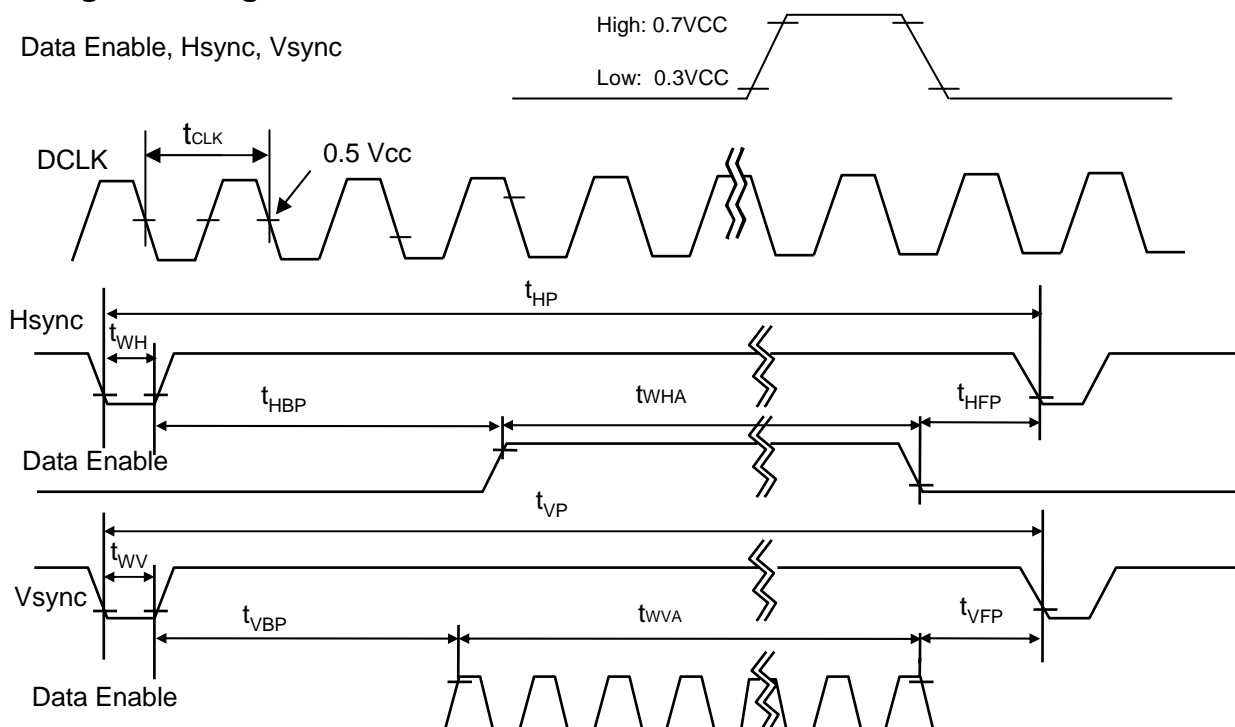 Data Enable, Hsync, Vsync
High: 0.7VCC
Low: 0.3VCC
tCLK
DCLK
0.5 Vcc
tHP
Hsync
tWH
tHBP
tWHA
tHFP
Data Enable
tVP
tWV
Vsync
tVBP
tWVA
tVFP
Data Enable